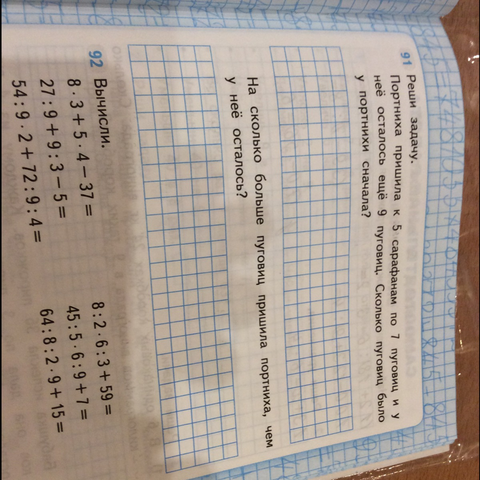 91 Реши задачу.
Портниха пришила к 5 сарафанам по 7 пуговиц и у
неё осталось ещё 9 пуговиц. Сколько пуговиц было
у портнихи сначала?
На сколько больше пуговиц пришила портниха, чем
у неё осталось?
92 Вычисли.
8 · 3 + 5 · 4 − 37 =
27 : 9 + 9 : 3 − 5 =
54 : 9 · 2 + 72 : 9 : 4 =
8 : 2 · 6 : 3 + 59 =
45 : 5 · 6 : 9 + 7 =
64 : 8 : 2 · 9 + 15 =